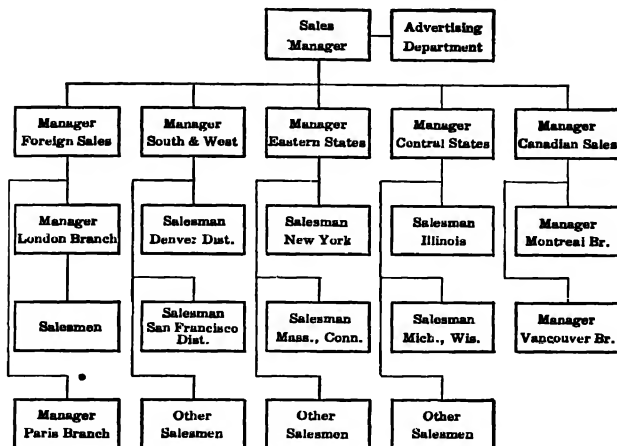 Sales
Manager
Advertising
Department
Manager
Foreign Sales
Manager
South & West
Manager
Eastern States
Manager
Central States
Manager
Canadian Sales
Manager
London Branch
Salesman
Denver Dist.
Salesman
New York
Salesman
Illinois
Manager
Montreal Br.
Salesmen
Salesman
San Francisco
Dist.
Salesman
Mass., Conn.
Salesman
Mich., Wis.
Manager
Vancouver Br.
Manager
Paris Branch
Other
Salesmen
Other
Salesmen
Other
Salesmen